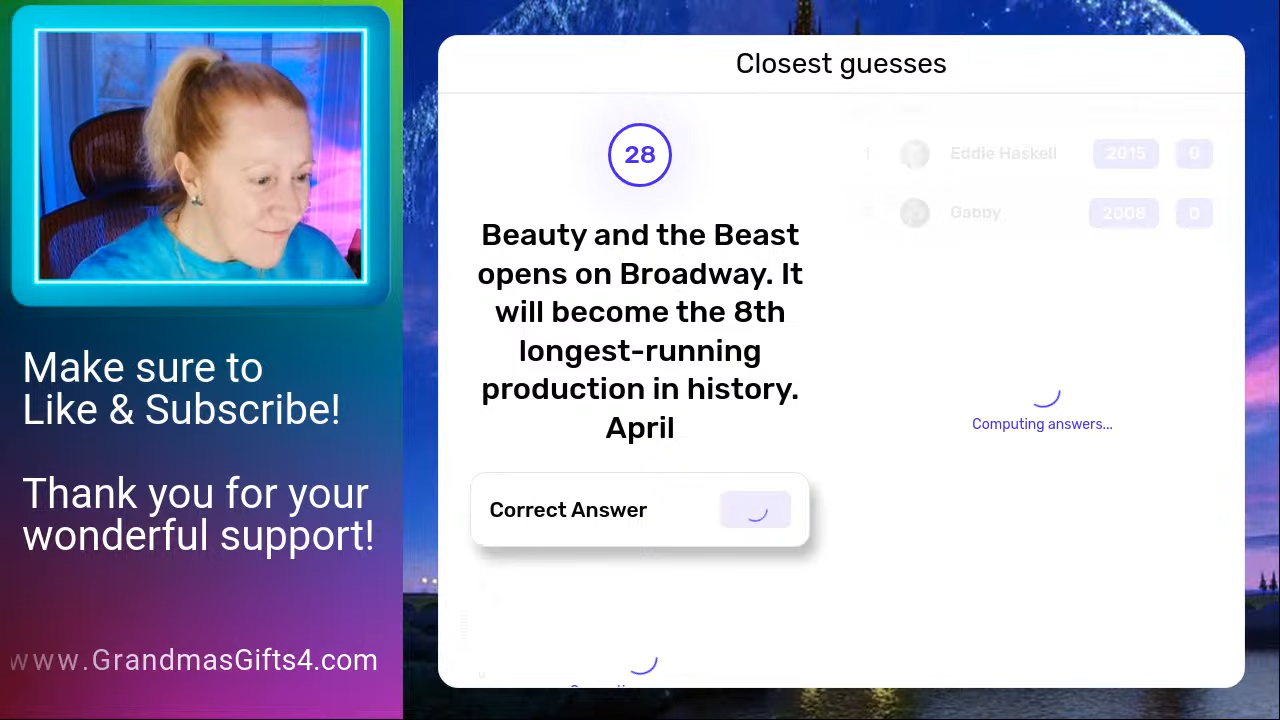 Make sure to
Like & Subscribe!
Thank you for your
wonderful support!
www.GrandmasGifts4.com
Closest guesses
28
Beauty and the Beast
opens on Broadway. It
will become the 8th
longest-running
production in history.
April
Correct Answer
1 Eddie Haskell 2015 0
Gabby 2008 0
Computing answers...